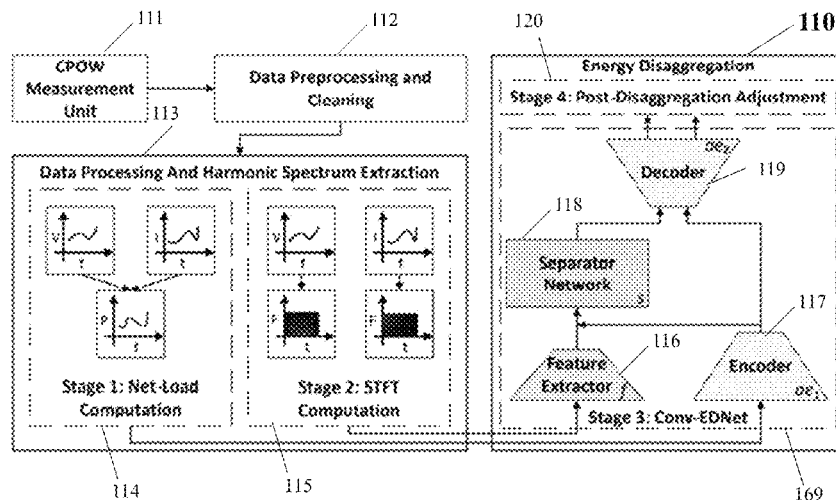 111
112
120
110
CPOW
Measurement
Unit
Data Preprocessing and
Cleaning
Energy Disaggregation
Stage 4: Post-Disaggregation Adjustment
113
Data Processing And Harmonic Spectrum Extraction
V
t
t
P
t
Stage 1: Net-Load
Computation
V
t
I
t
F
t
F
t
Stage 2: STFT
Computation
Decoder
119
118
Separator
Network
117
Feature
Extractor
116
Encoder
Stage 3: Conv-EDNet
114
115
169